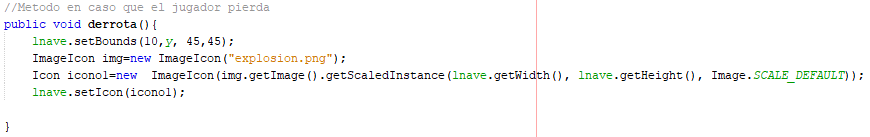 //Metodo en caso que el jugador pierda
public void derrota(){
lnave.setBounds(10,y, 45,45);
ImageIcon img=new ImageIcon("explosion.png");
Icon icono1=new  ImageIcon(img.getImage().getScaledInstance(lnave.getWidth(), lnave.getHeight(), Image.SCALE_DEFAULT));
lnave.setIcon(icono1);
}